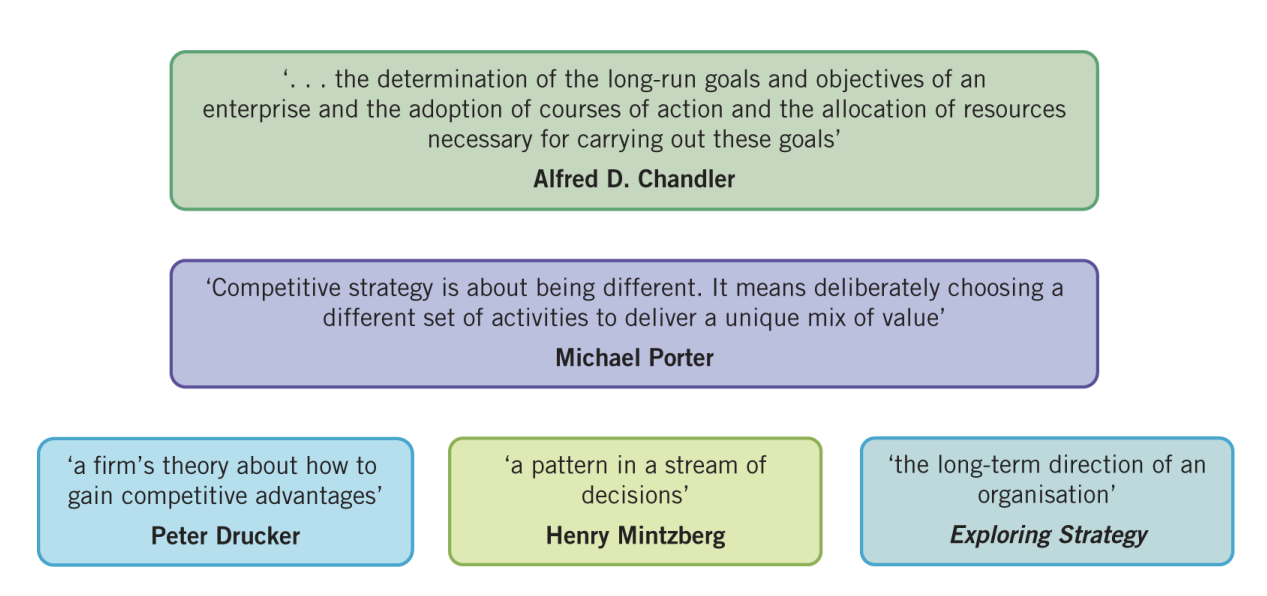 ‘. . . the determination of the long-run goals and objectives of an
enterprise and the adoption of courses of action and the allocation of resources
necessary for carrying out these goals’
Alfred D. Chandler
‘Competitive strategy is about being different. It means deliberately choosing a
different set of activities to deliver a unique mix of value’
Michael Porter
‘a firm’s theory about how to
gain competitive advantages’
Peter Drucker
‘a pattern in a stream of
decisions’
Henry Mintzberg
‘the long-term direction of an
organisation’
Exploring Strategy